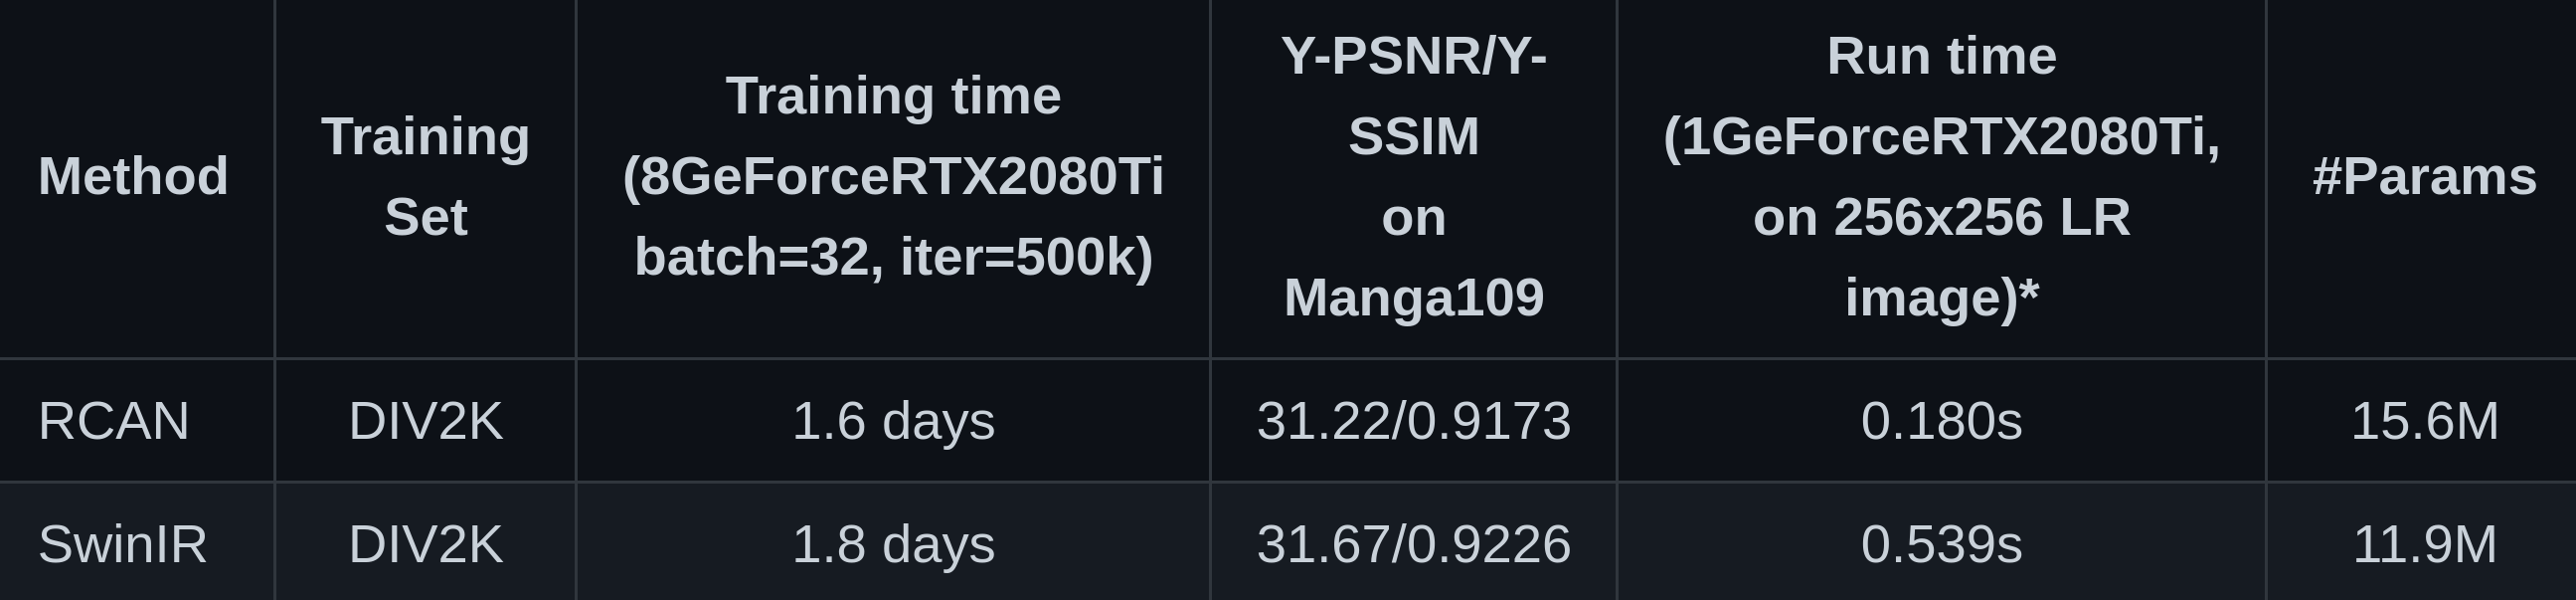 Method
Training
Set
Training time
(8GeForceRTX2080Ti
batch=32, iter=500k)
Y-PSNR/Y-
SSIM
on
Manga109
Run time
(1GeForceRTX2080Ti,
on 256x256 LR
image)*
#Params
RCAN DIV2K 1.6 days 31.22/0.9173 0.180s 15.6M
SwinIR DIV2K 1.8 days 31.67/0.9226 0.539s 11.9M